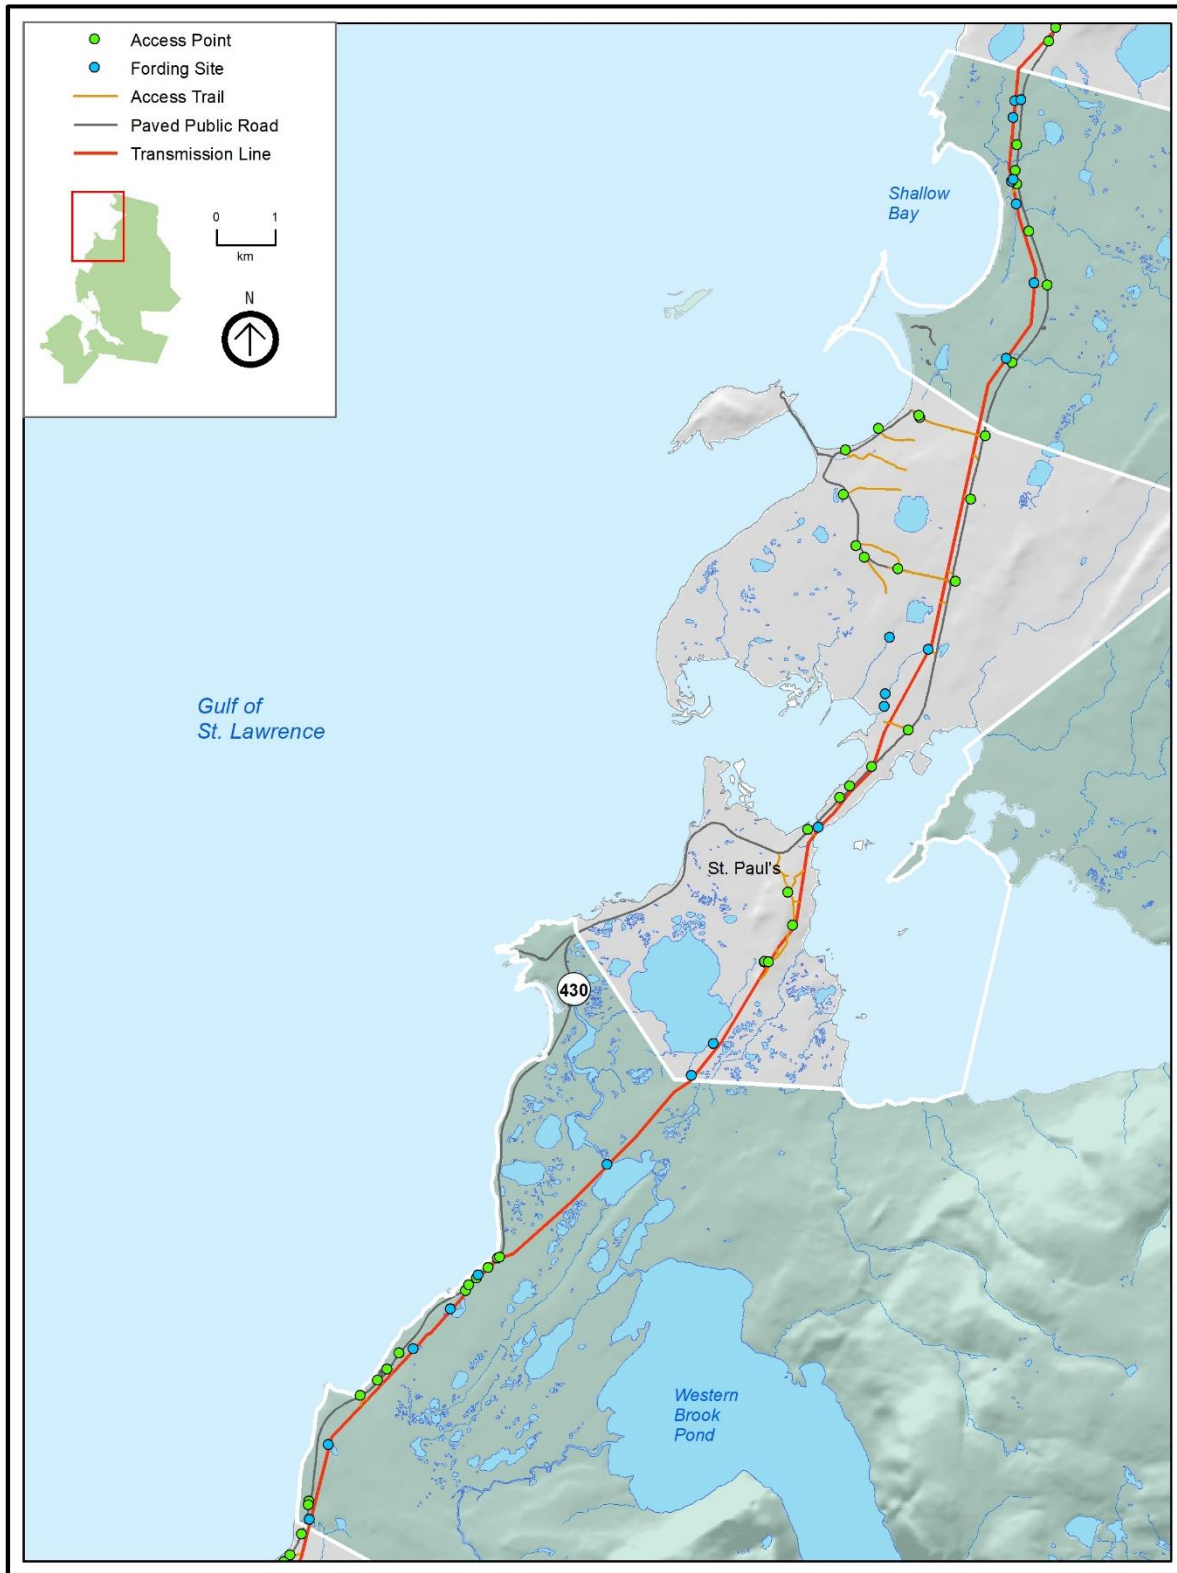 Access Point
Fording Site
Access Trail
Paved Public Road
Transmission Line
0 1
km
N
Shallow
Bay
Gulf of
St. Lawrence
St. Paul's
430
Western
Brook
Pond